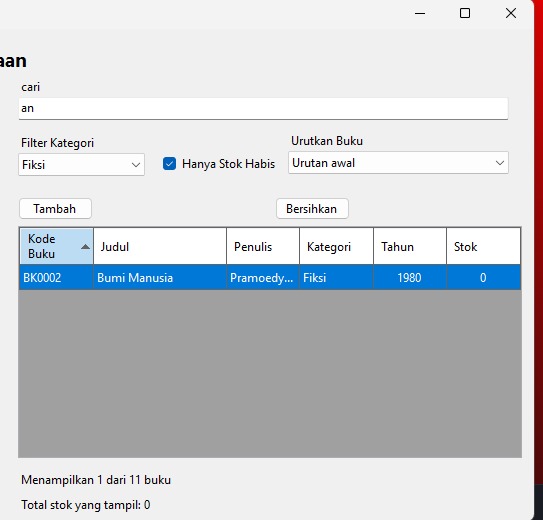 aan
cari
an
Filter Kategori
Urutkan Buku
Fiksi
Hanya Stok Habis
Urutan awal
Tambah
Bersihkan
Kode Buku Judul Penulis Kategori Tahun Stok
BK0002 Bumi Manusia Pramoedy... Fiksi 1980 0
Menampilkan 1 dari 11 buku
Total stok yang tampil: 0